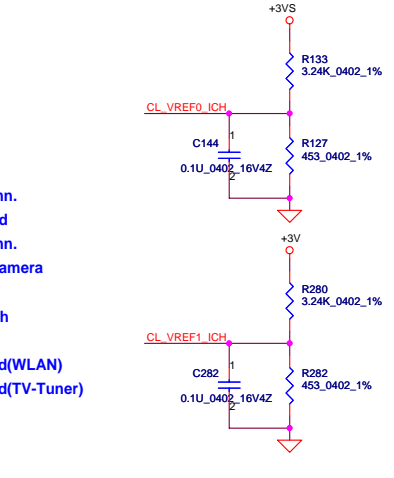 +3VS
R133
3.24K_0402_1%
CL_VREF0_ICH
1
C144
R127
453_0402_1%
0.1U_0402_16V4Z
2
nn.
d
nn.
+3V
amera
R280
3.24K_0402_1%
h
CL_VREF1_ICH
1
d(WLAN)
C282
R282
453_0402_1%
d(TV-Tuner)
0.1U_0402_16V4Z
2